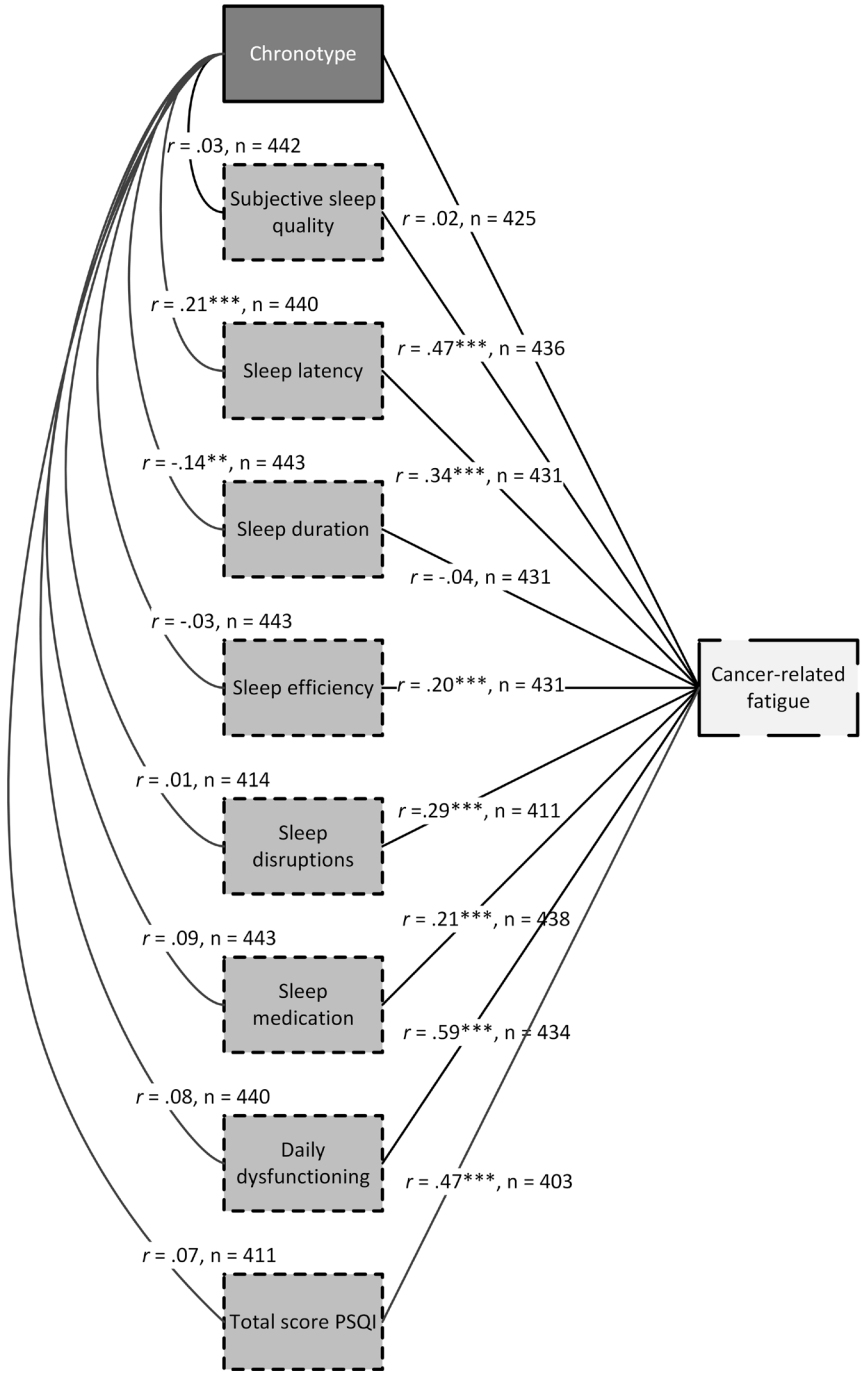 Chronotype
r = .03, n = 442
Subjective sleep
quality
r = .02, n = 425
r = .21***, n = 440
r = .47***, n = 436
Sleep latency
r = -.14**, n = 443
r = .34***, n = 431
Sleep duration
r = -.04, n = 431
r = -.03, n = 443
Sleep efficiency
r = .20***, n = 431
Cancer-related
fatigue
r = .01, n = 414
r =.29***, n = 411
Sleep
disruptions
r = .09, n = 443
r = .21***, n = 438
Sleep
medication
r = .59***, n = 434
r = .08, n = 440
Daily
dysfunctioning
r = .47***, n = 403
r = .07, n = 411
Total score PSQI